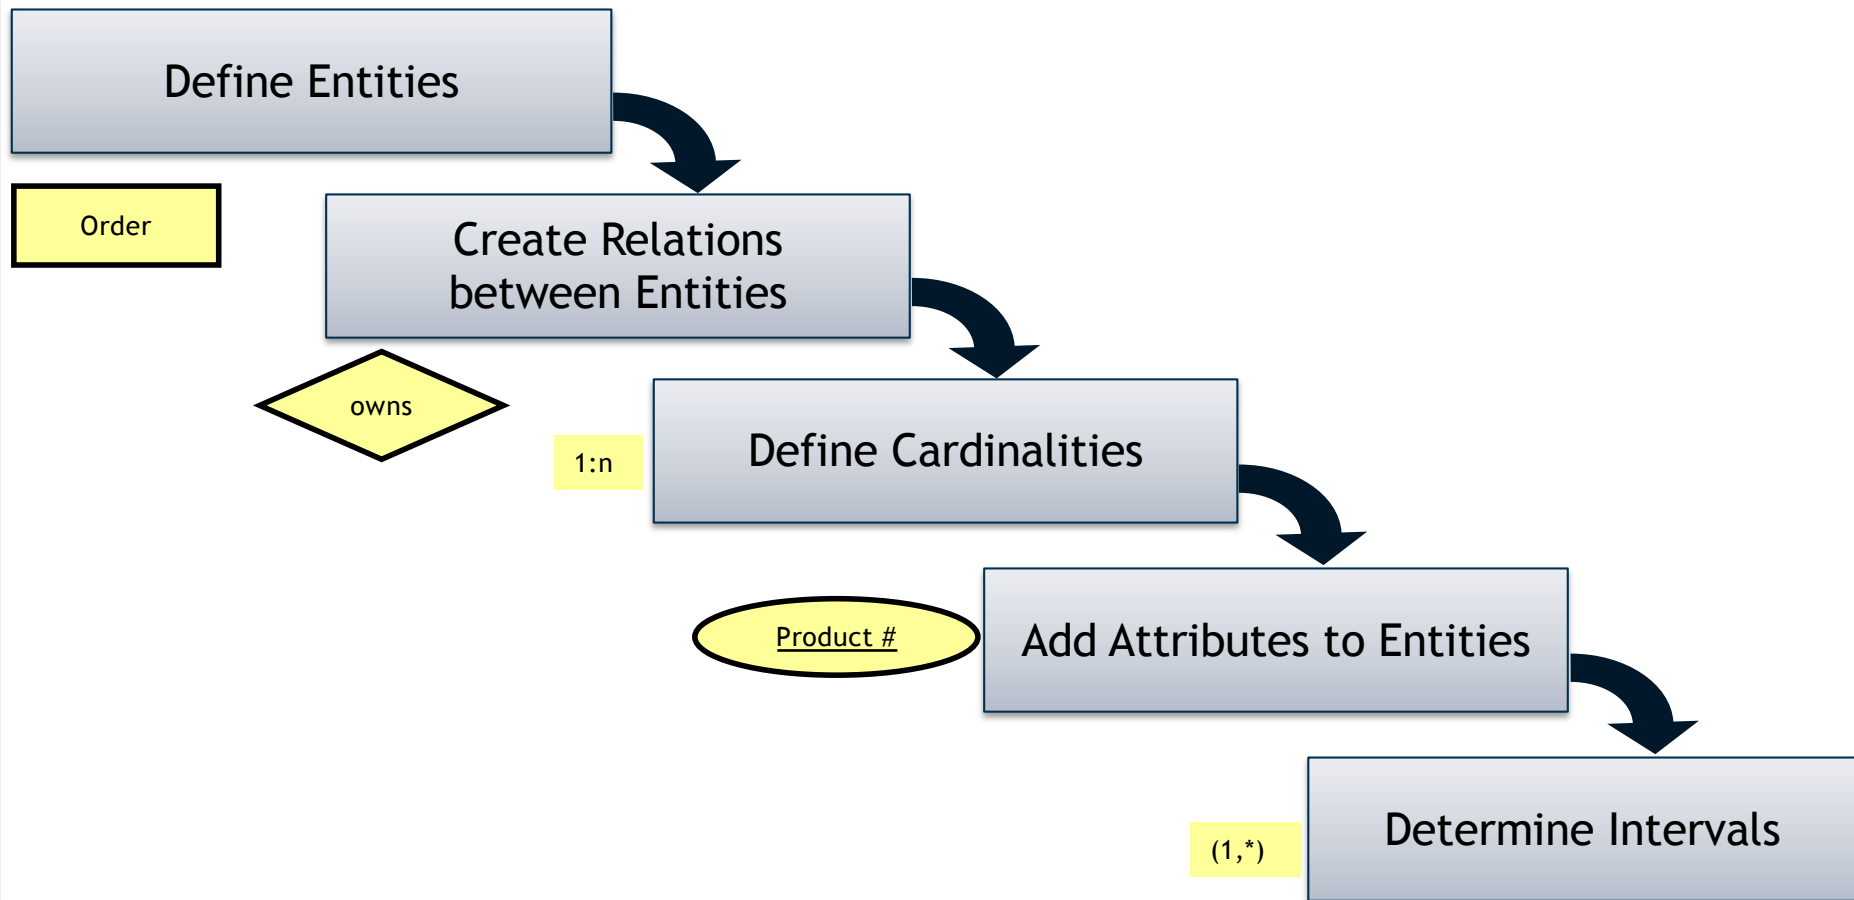 Define Entities
Order
Create Relations
between Entities
owns
Define Cardinalities
1:n
Add Attributes to Entities
Product #
Determine Intervals
(1,*)